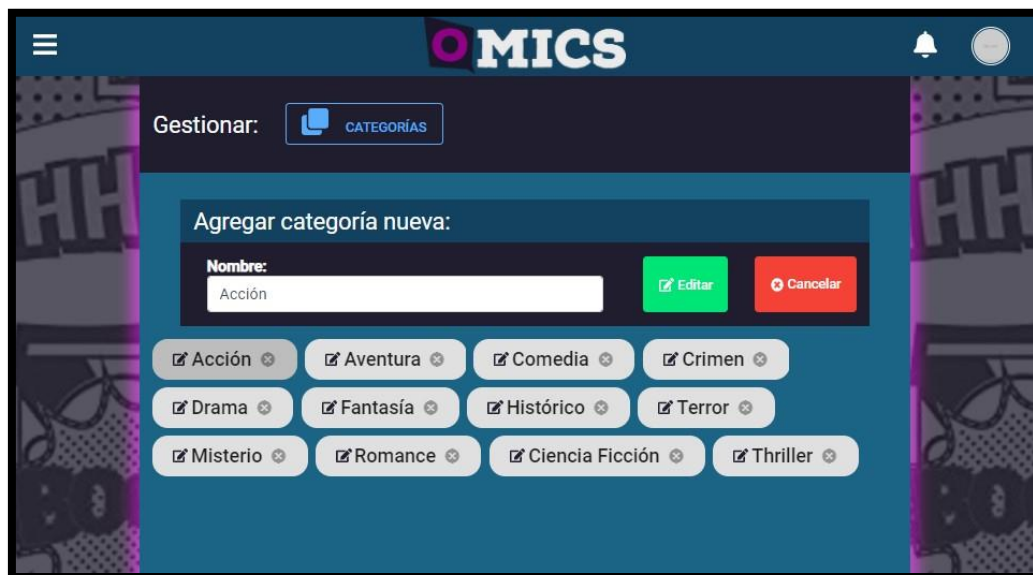 OMICS
Gestionar: CATEGORÍAS
Agregar categoría nueva:
Nombre:
Acción
Editar Cancelar
Acción Aventura Comedia Crimen
Drama Fantasía Histórico Terror
Misterio Romance Ciencia Ficción Thriller